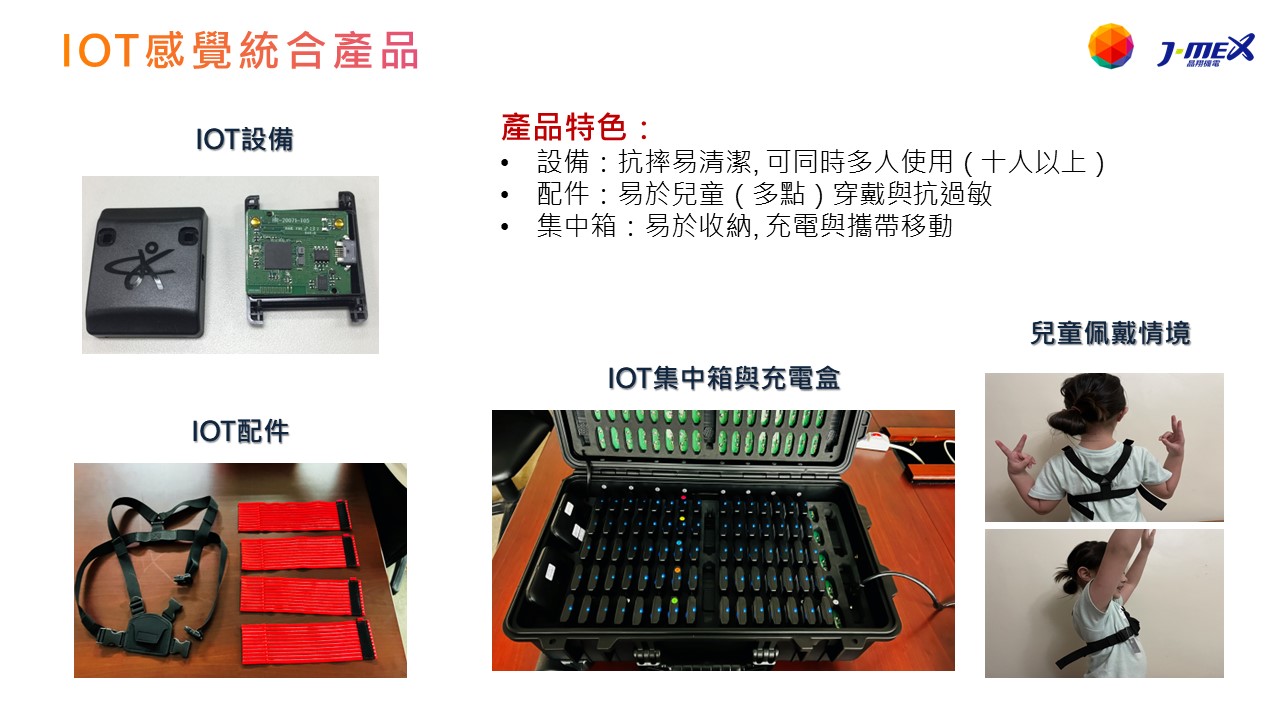 IOT感覺統合產品
J-MEX
晶翔機電
IOT設備
產品特色：
• 設備：抗摔易清潔, 可同時多人使用（十人以上）
• 配件：易於兒童（多點）穿戴與抗過敏
• 集中箱：易於收納, 充電與攜帶移動
兒童佩戴情境
IOT集中箱與充電盒
IOT配件